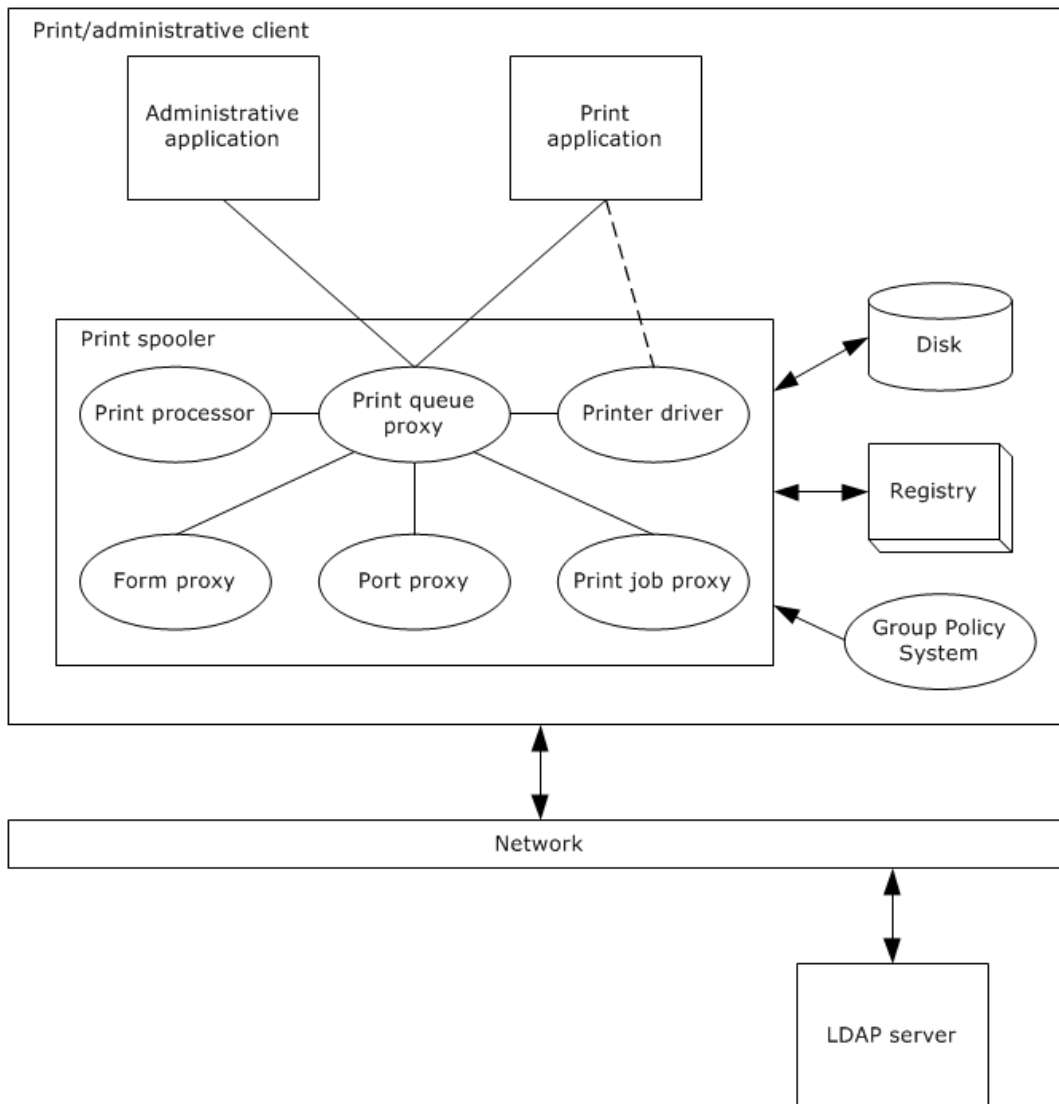 Print/administrative client
Administrative
application
Print
application
Print spooler
Disk
Print processor
Print queue
proxy
Printer driver
Registry
Form proxy
Port proxy
Print job proxy
Group Policy
System
Network
LDAP server